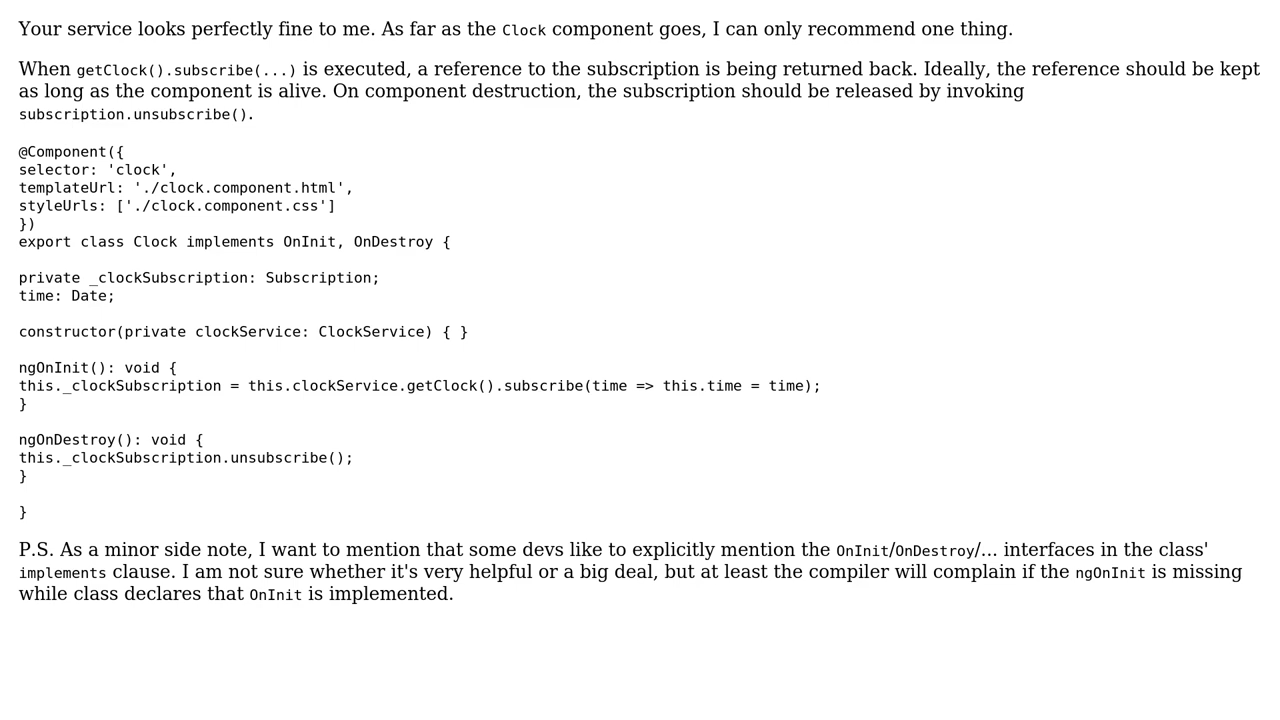 Your service looks perfectly fine to me. As far as the Clock component goes, I can only recommend one thing.
When getClock().subscribe(...) is executed, a reference to the subscription is being returned back. Ideally, the reference should be kept
as long as the component is alive. On component destruction, the subscription should be released by invoking
subscription.unsubscribe().
@Component({
selector: 'clock',
templateUrl: './clock.component.html',
styleUrls: ['./clock.component.css']
})
export class Clock implements OnInit, OnDestroy {
private _clockSubscription: Subscription;
time: Date;
constructor(private clockService: ClockService) { }
ngOnInit(): void {
this._clockSubscription = this.clockService.getClock().subscribe(time => this.time = time);
}
ngOnDestroy(): void {
this._clockSubscription.unsubscribe();
}
}
P.S. As a minor side note, I want to mention that some devs like to explicitly mention the OnInit/OnDestroy/... interfaces in the class'
implements clause. I am not sure whether it's very helpful or a big deal, but at least the compiler will complain if the ngOnInit is missing
while class declares that OnInit is implemented.